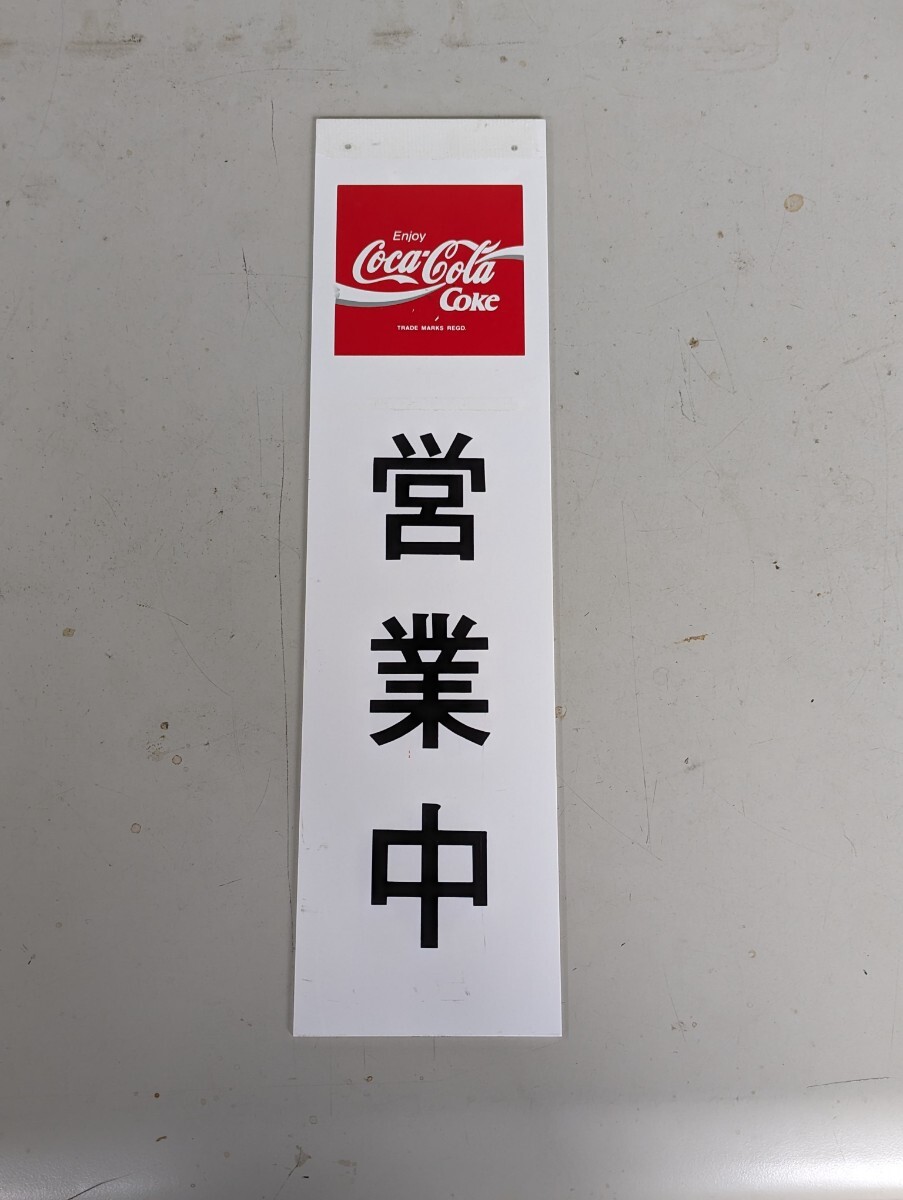 Enjoy
Coca-Cola
Coke
TRADE MARKS REGD.
営業中